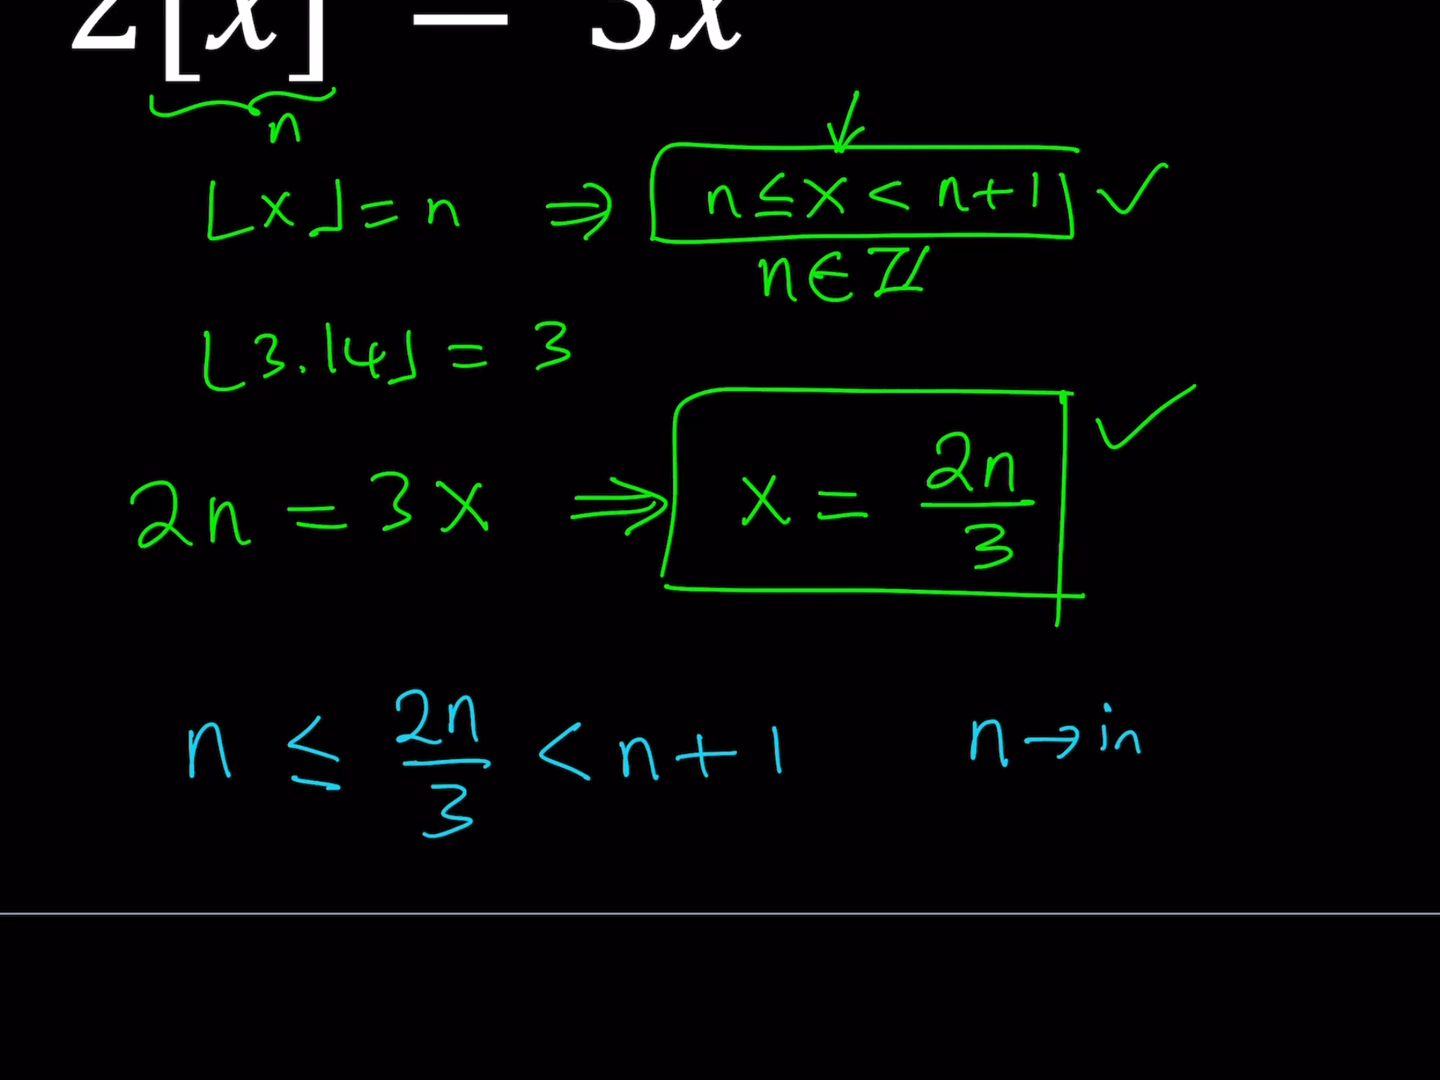 2[x] = 3x
n
⌊x⌋ = n ⇒ n ≤ x < n+1 ✓
n ∈ ℤ
⌊3.14⌋ = 3
2n = 3x ⇒ x = 2n/3 ✓
n ≤ 2n/3 < n+1 n → in